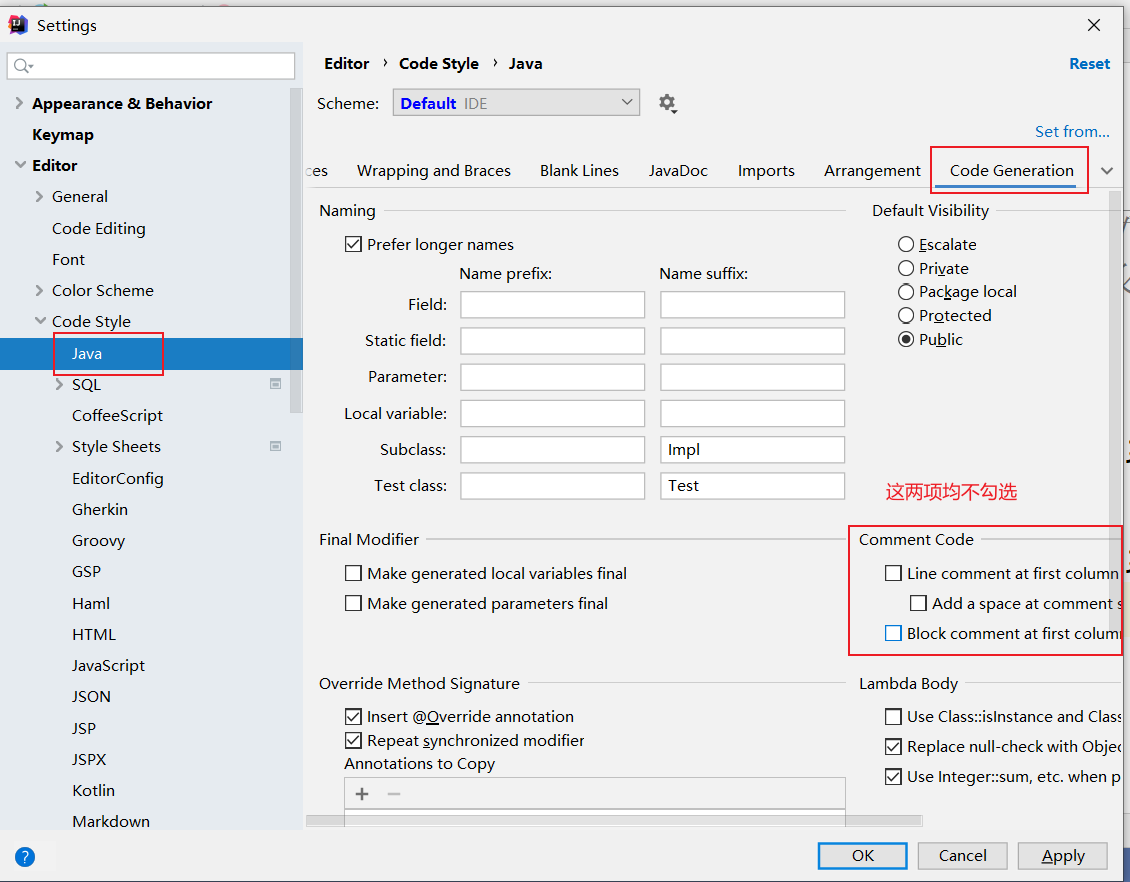 Settings
Appearance & Behavior
Keymap
Editor
General
Code Editing
Font
Color Scheme
Code Style
Java
SQL
CoffeeScript
Style Sheets
EditorConfig
Gherkin
Groovy
GSP
Haml
HTML
JavaScript
JSON
JSP
JSPX
Kotlin
Markdown
Editor › Code Style › Java
Reset
Scheme: Default IDE
Set from...
ces Wrapping and Braces Blank Lines JavaDoc Imports Arrangement Code Generation
Naming
Prefer longer names
Name prefix: Name suffix:
Field:
Static field:
Parameter:
Local variable:
Subclass: Impl
Test class: Test
Default Visibility
Escalate
Private
Package local
Protected
Public
这两项均不勾选
Final Modifier
Make generated local variables final
Make generated parameters final
Comment Code
Line comment at first column
Add a space at comment s
Block comment at first colum
Override Method Signature
Insert @Override annotation
Repeat synchronized modifier
Annotations to Copy
Lambda Body
Use Class::isInstance and Class
Replace null-check with Objec
Use Integer::sum, etc. when p
OK Cancel Apply